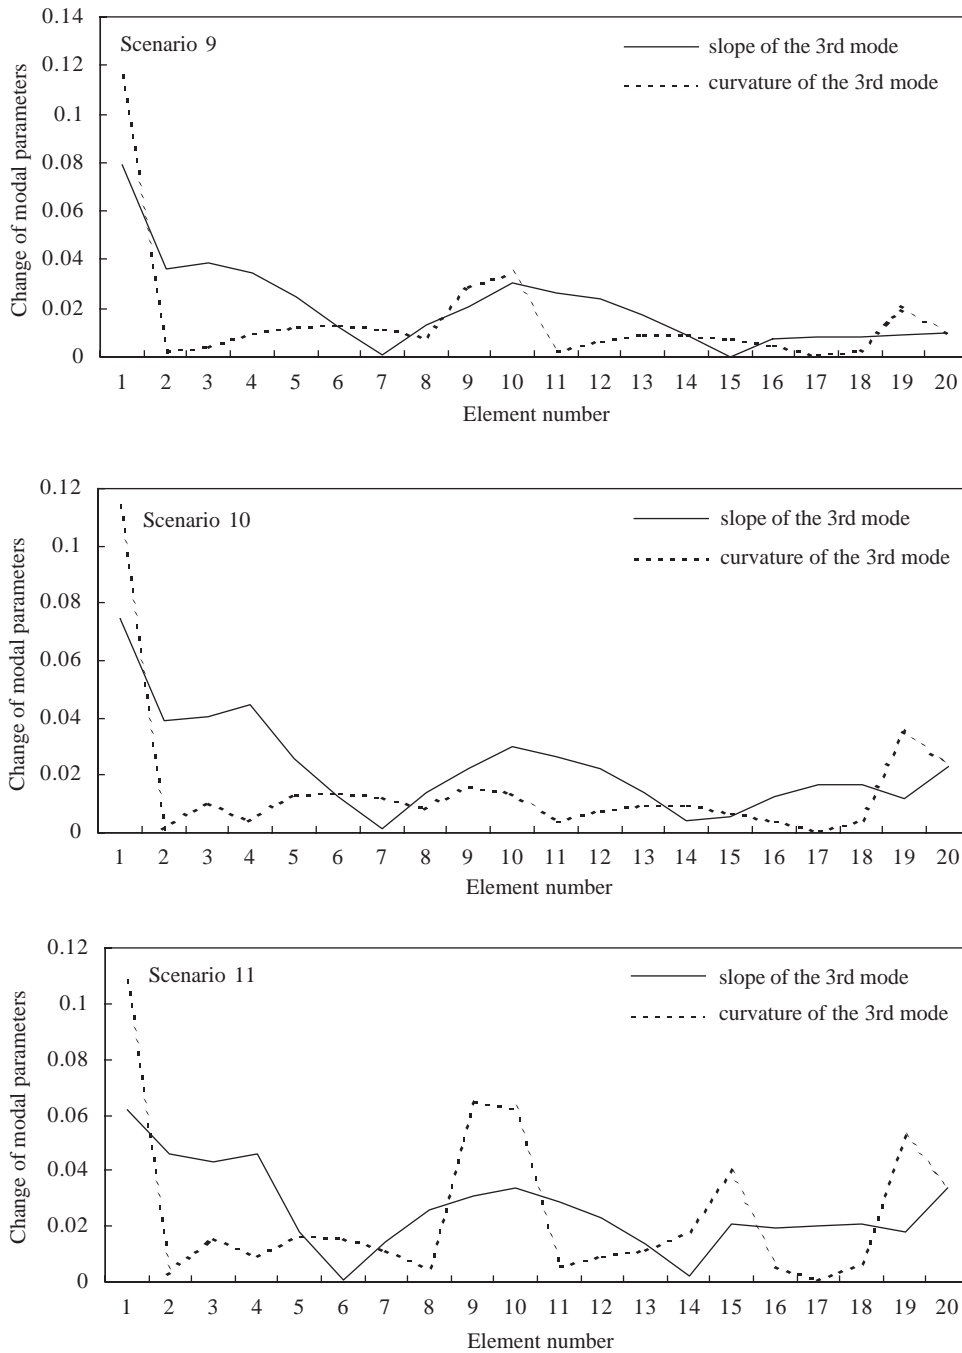 0.14
Scenario 9
slope of the 3rd mode
curvature of the 3rd mode
0.12
0.1
0.08
0.06
0.04
0.02
0
Change of modal parameters
1 2 3 4 5 6 7 8 9 10 11 12 13 14 15 16 17 18 19 20
Element number
0.12
Scenario 10
slope of the 3rd mode
curvature of the 3rd mode
0.1
0.08
0.06
0.04
0.02
0
Change of modal parameters
1 2 3 4 5 6 7 8 9 10 11 12 13 14 15 16 17 18 19 20
Element number
0.12
Scenario 11
slope of the 3rd mode
curvature of the 3rd mode
0.1
0.08
0.06
0.04
0.02
0
Change of modal parameters
1 2 3 4 5 6 7 8 9 10 11 12 13 14 15 16 17 18 19 20
Element number